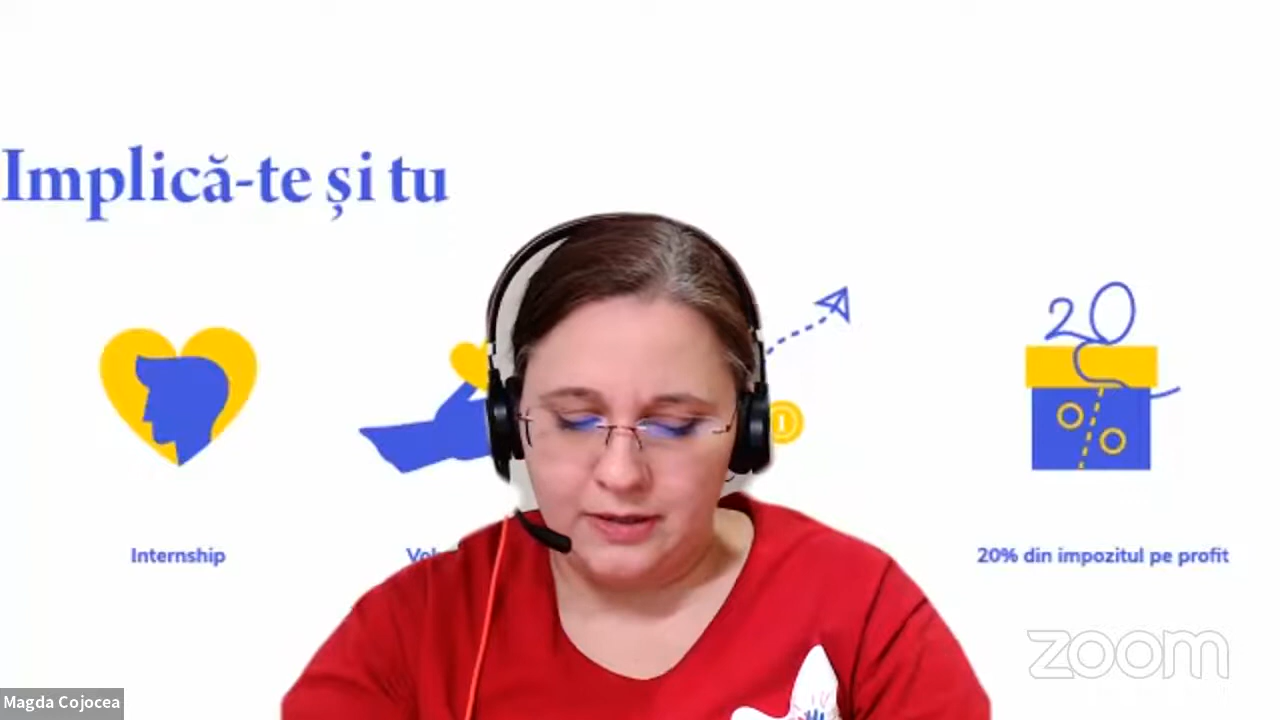 Implică-te și tu
20
Internship
20% din impozitul pe profit
zoom
Magda Cojocea